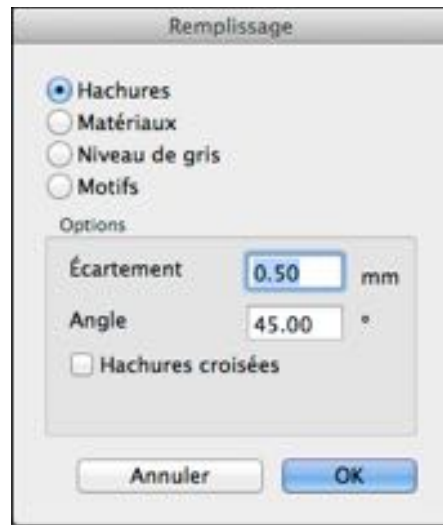 Remplissage
Hachures
Matériaux
Niveau de gris
Motifs
Options
Écartement 0.50 mm
Angle 45.00 °
Hachures croisées
Annuler OK